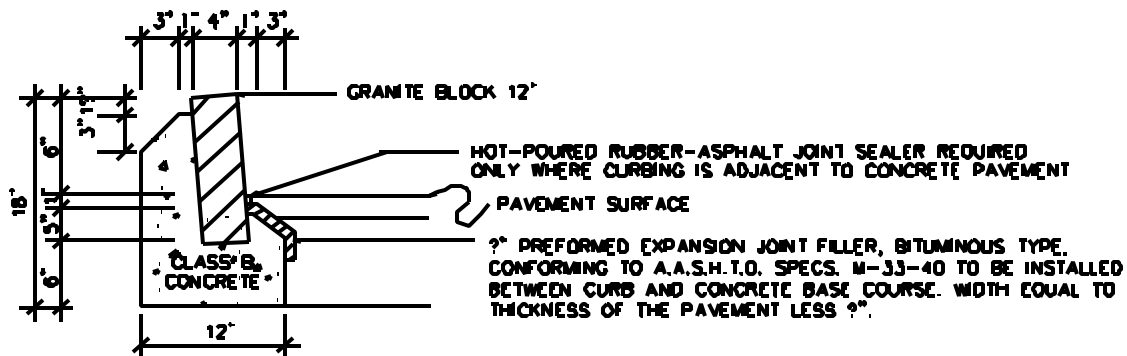 3" 1" 4" 1" 3"
GRANITE BLOCK 12"
3"
6"
HOT-POURED RUBBER-ASPHALT JOINT SEALER REQUIRED
ONLY WHERE CURBING IS ADJACENT TO CONCRETE PAVEMENT
18"
1"
PAVEMENT SURFACE
5"
?" PREFORMED EXPANSION JOINT FILLER, BITUMINOUS TYPE.
CONFORMING TO A.A.S.H.T.O. SPECS. M-33-40 TO BE INSTALLED
BETWEEN CURB AND CONCRETE BASE COURSE. WIDTH EQUAL TO
THICKNESS OF THE PAVEMENT LESS ?".
CLASS B
CONCRETE
6"
12"